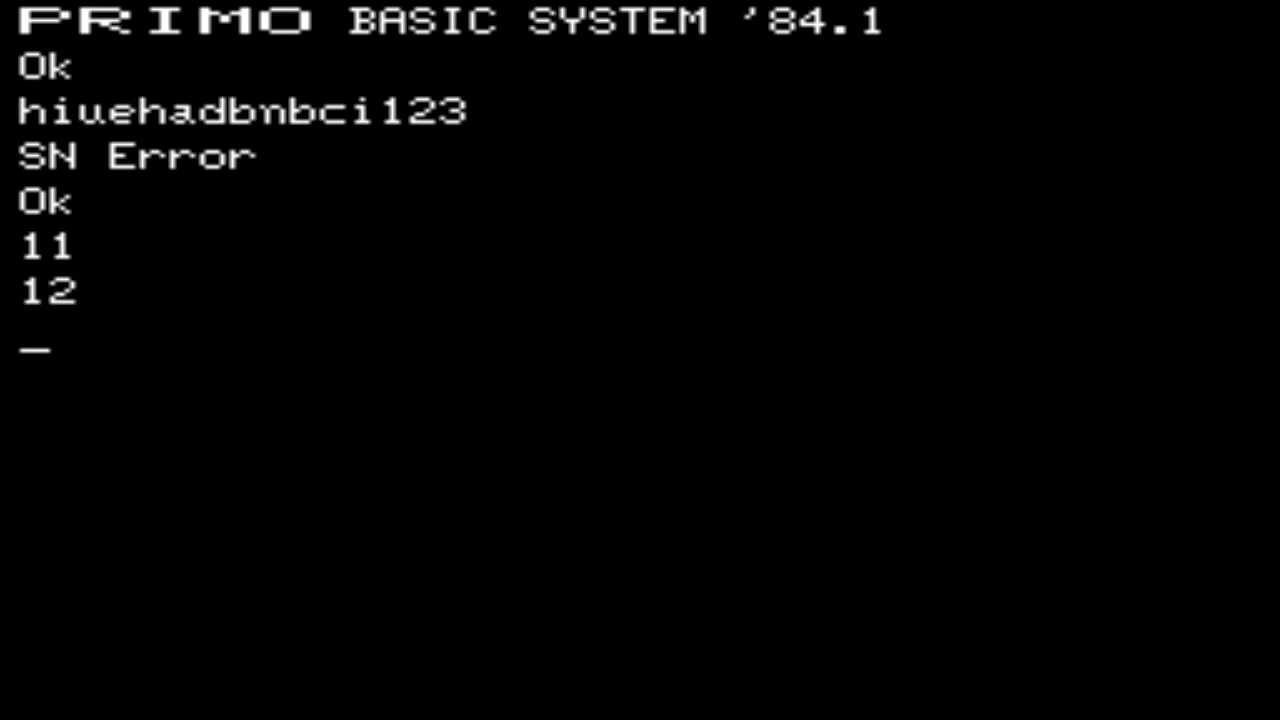 PRIMO BASIC SYSTEM '84.1
Ok
hiuehadbnbci123
SN Error
Ok
11
12
_